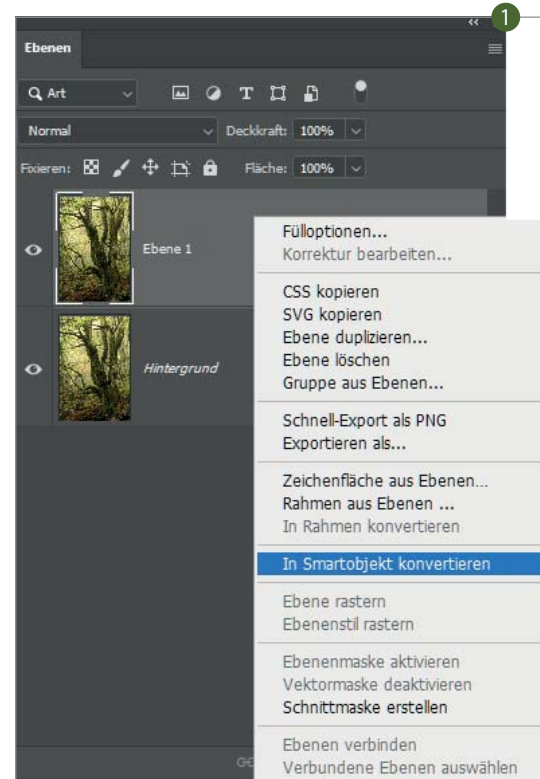 1
Ebenen
Art
T
Normal Deckkraft: 100%
Fixieren: Fläche: 100%
Ebene 1
Hintergrund
Fülloptionen...
Korrektur bearbeiten...
CSS kopieren
SVG kopieren
Ebene duplizieren...
Ebene löschen
Gruppe aus Ebenen...
Schnell-Export als PNG
Exportieren als...
Zeichenfläche aus Ebenen...
Rahmen aus Ebenen ...
In Rahmen konvertieren
In Smartobjekt konvertieren
Ebene rastern
Ebenenstil rastern
Ebenenmaske aktivieren
Vektormaske deaktivieren
Schnittmaske erstellen
Ebenen verbinden
Verbundene Ebenen auswählen